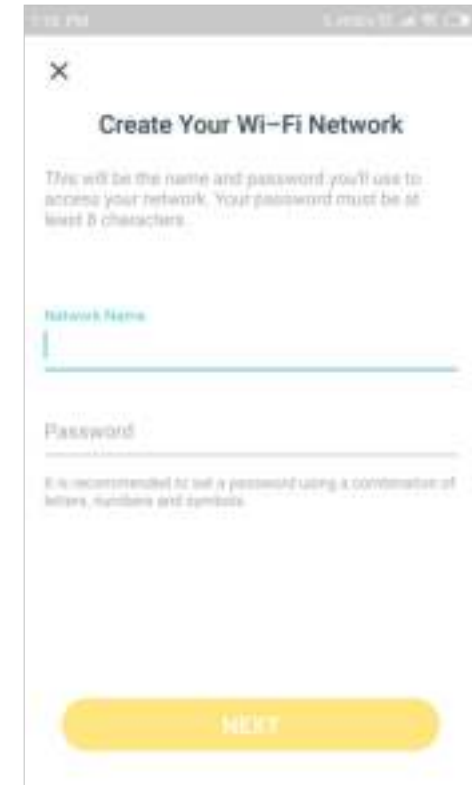 Create Your Wi-Fi Network
This will be the name and password you'll use to
access your network. Your password must be at
least 8 characters.
Network Name
Password
It is recommended to set a password using a combination of
letters, numbers and symbols.
NEXT